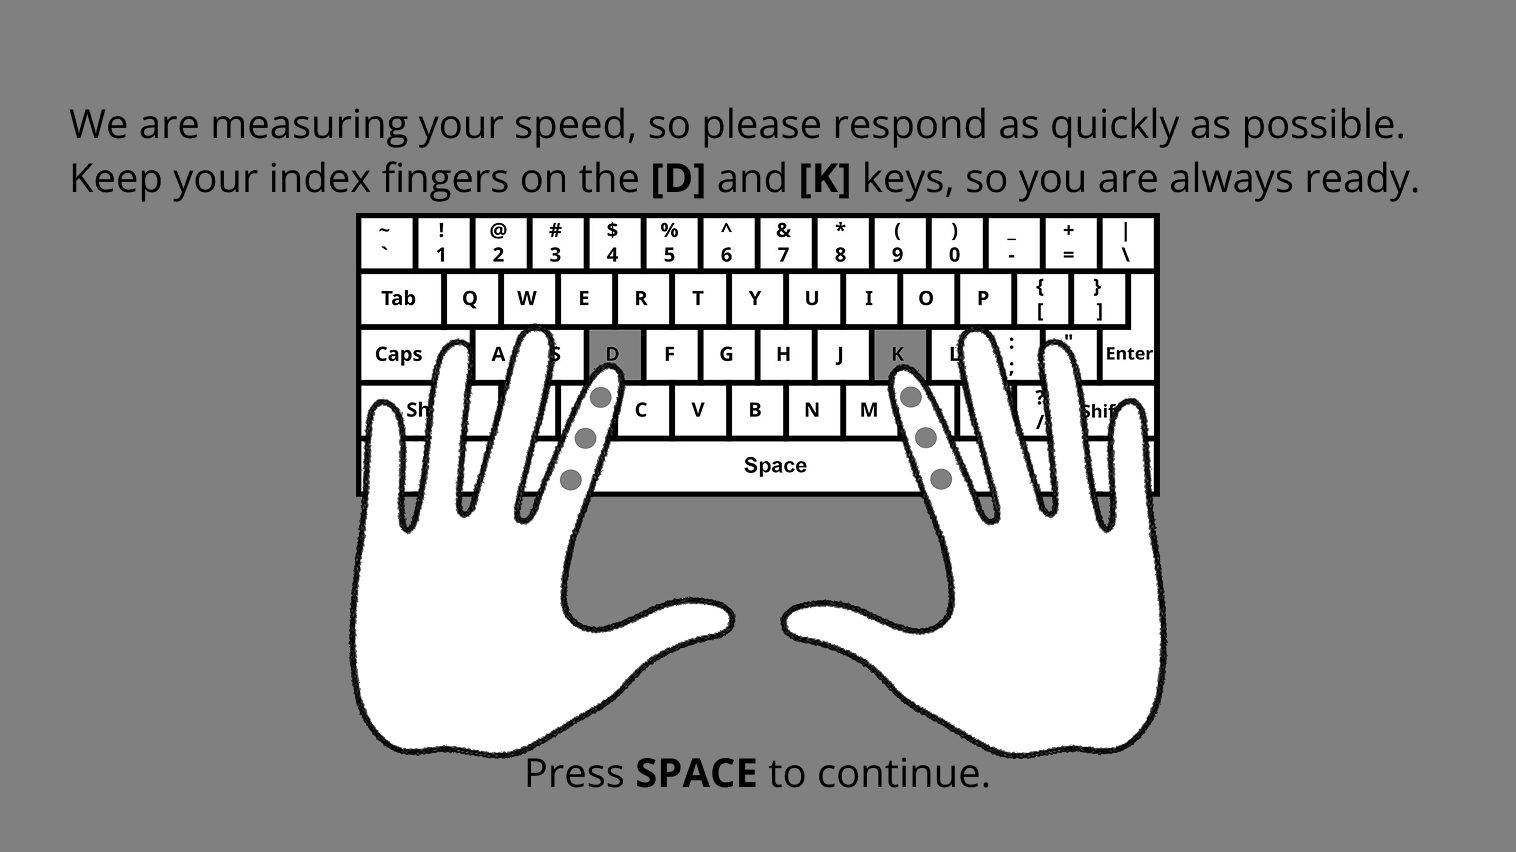 We are measuring your speed, so please respond as quickly as possible.
Keep your index fingers on the [D] and [K] keys, so you are always ready.
~ ! @ # $ % ^ & * ( ) _ + |
` 1 2 3 4 5 6 7 8 9 0 - = \
Tab Q W E R T Y U I O P { [ } ]
Caps A S D F G H J K L : ; " Enter
C V B N M ? /
Space
Press SPACE to continue.